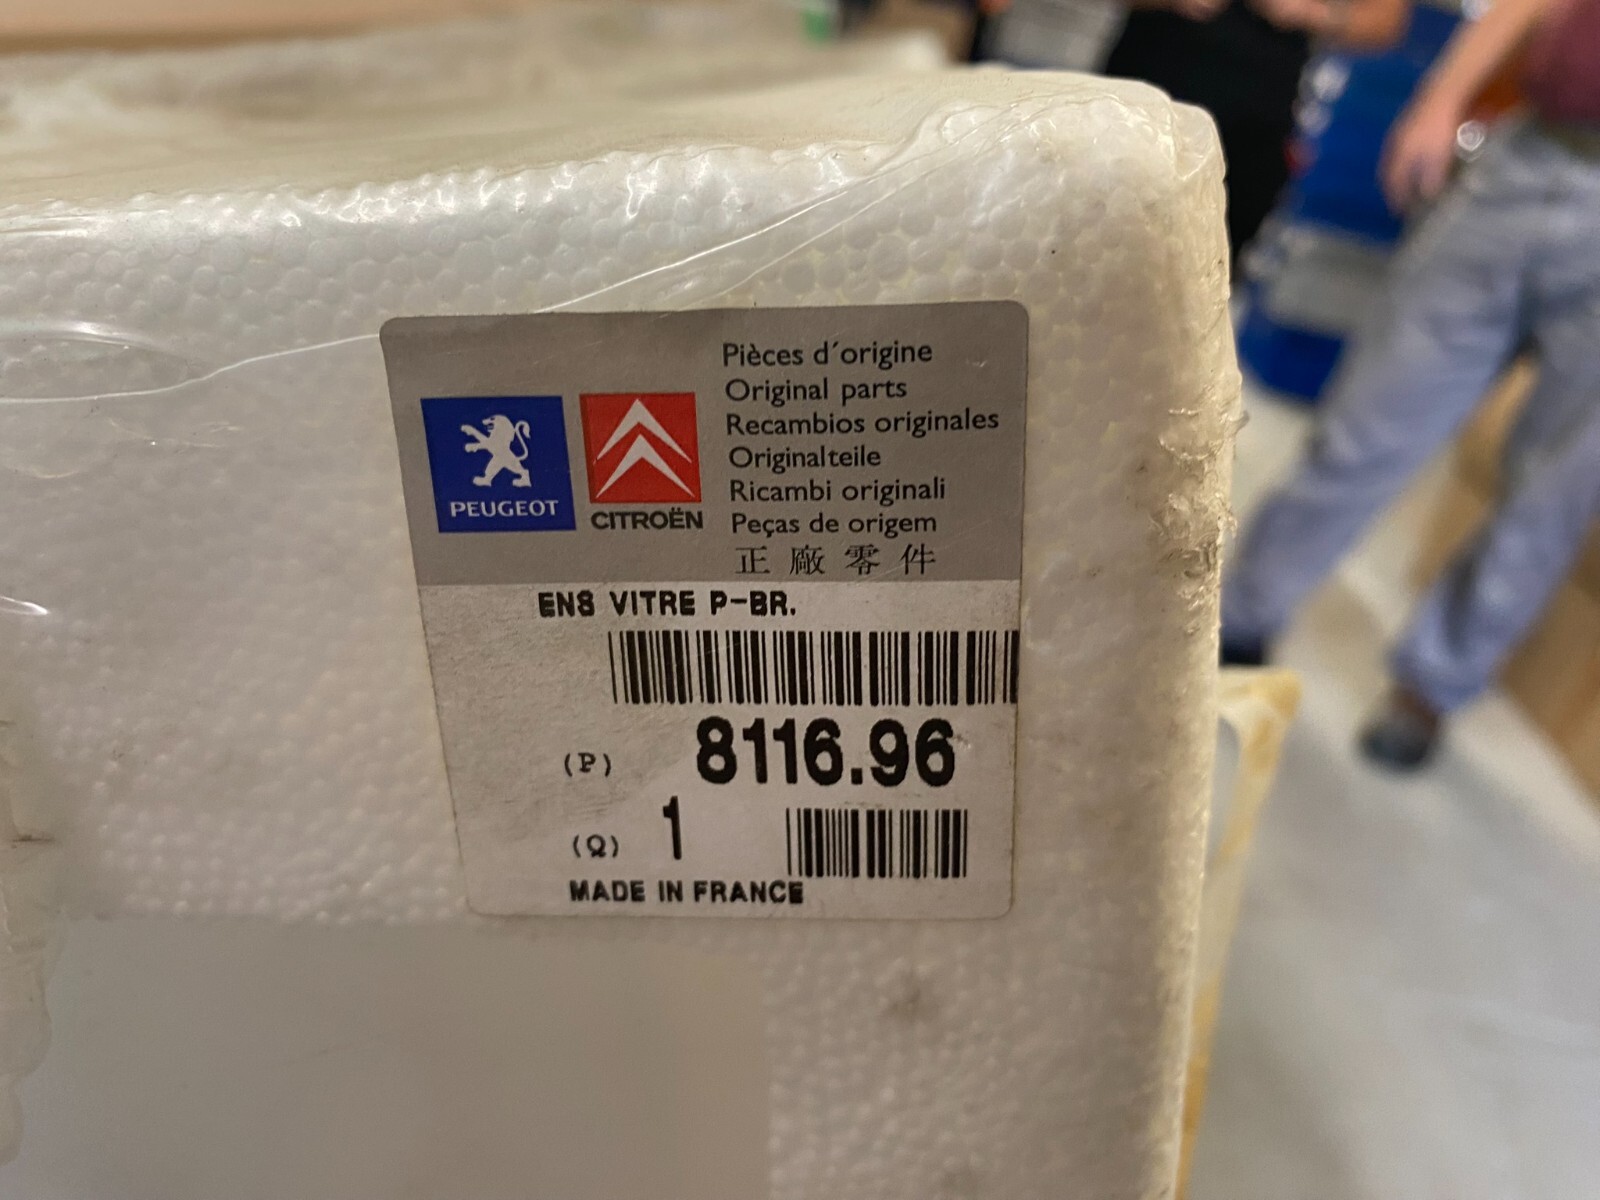 Pièces d´origine
Original parts
Recambios originales
Originalteile
Ricambi originali
Peças de origem
正廠零件
PEUGEOT
CITROËN
ENS VITRE P-BR.
(P) 8116.96
(Q) 1
MADE IN FRANCE